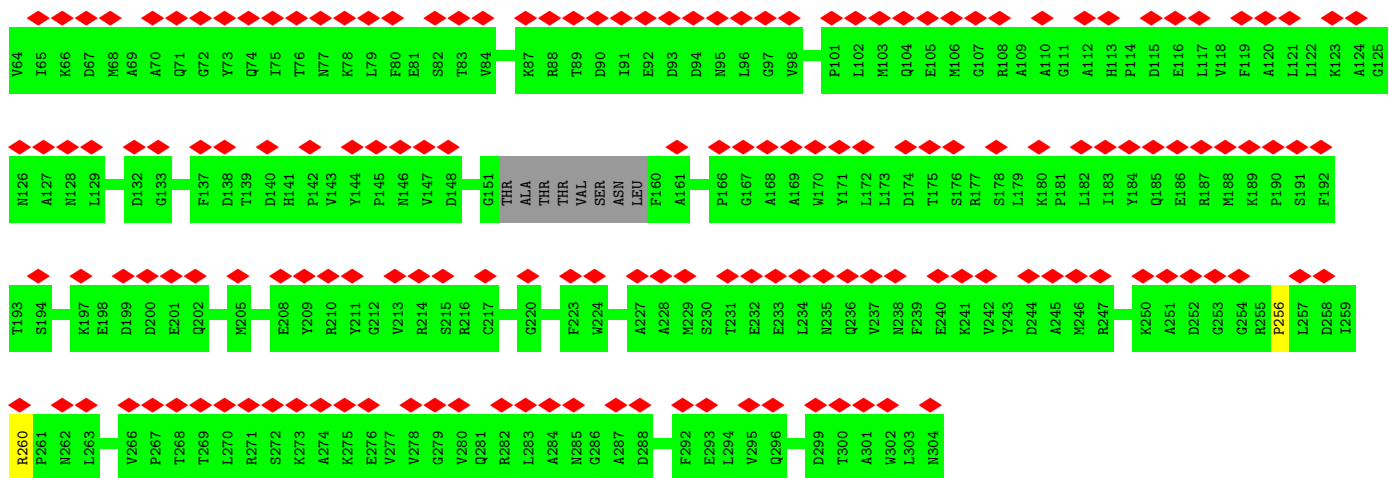 V64 I65 K66 D67 M68 A69 A70 Q71 G72 Y73 Q74 I75 T76 N77 K78 L79 F80 E81 S82 T83 V84 K87 R88 T89 D90 I91 E92 D93 D94 N95 L96 G97 V98 P101 L102 M103 Q104 E105 M106 G107 R108 A109 A110 G111 A112 H113 P114 D115 E116 L117 V118 F119 A120 L121 L122 K123 A124 G125
N126 A127 N128 L129 D132 G133 F137 D138 T139 D140 H141 P142 V143 Y144 P145 N146 V147 D148 G151 THR ALA THR THR VAL SER ASN LEU F160 A161 P166 G167 A168 A169 W170 Y171 L172 L173 D174 T175 S176 R177 S178 L179 K180 P181 L182 I183 Y184 Q185 E186 R187 M188 K189 P190 S191 F192
T193 S194 K197 E198 D199 D200 E201 Q202 M205 E208 Y209 R210 Y211 G212 V213 R214 S215 R216 C217 G220 F223 W224 A227 A228 M229 S230 T231 E232 E233 L234 N235 Q236 V237 N238 F239 E240 K241 V242 Y243 D244 A245 M246 R247 K250 A251 D252 G253 G254 R255 P256 L257 D258 I259
R260 P261 N262 L263 V266 P267 T268 T269 L270 R271 S272 K273 A274 K275 E276 V277 V278 G279 V280 Q281 R282 L283 A284 N285 G286 A287 D288 F292 E293 L294 V295 Q296 D299 T300 A301 W302 L303 N304